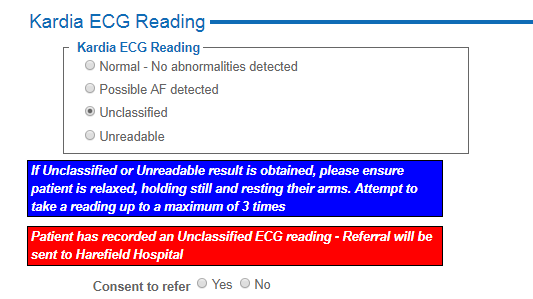 Kardia ECG Reading
Kardia ECG Reading
Normal - No abnormalities detected
Possible AF detected
Unclassified
Unreadable
If Unclassified or Unreadable result is obtained, please ensure
patient is relaxed, holding still and resting their arms. Attempt to
take a reading up to a maximum of 3 times
Patient has recorded an Unclassified ECG reading - Referral will be
sent to Harefield Hospital
Consent to refer Yes No